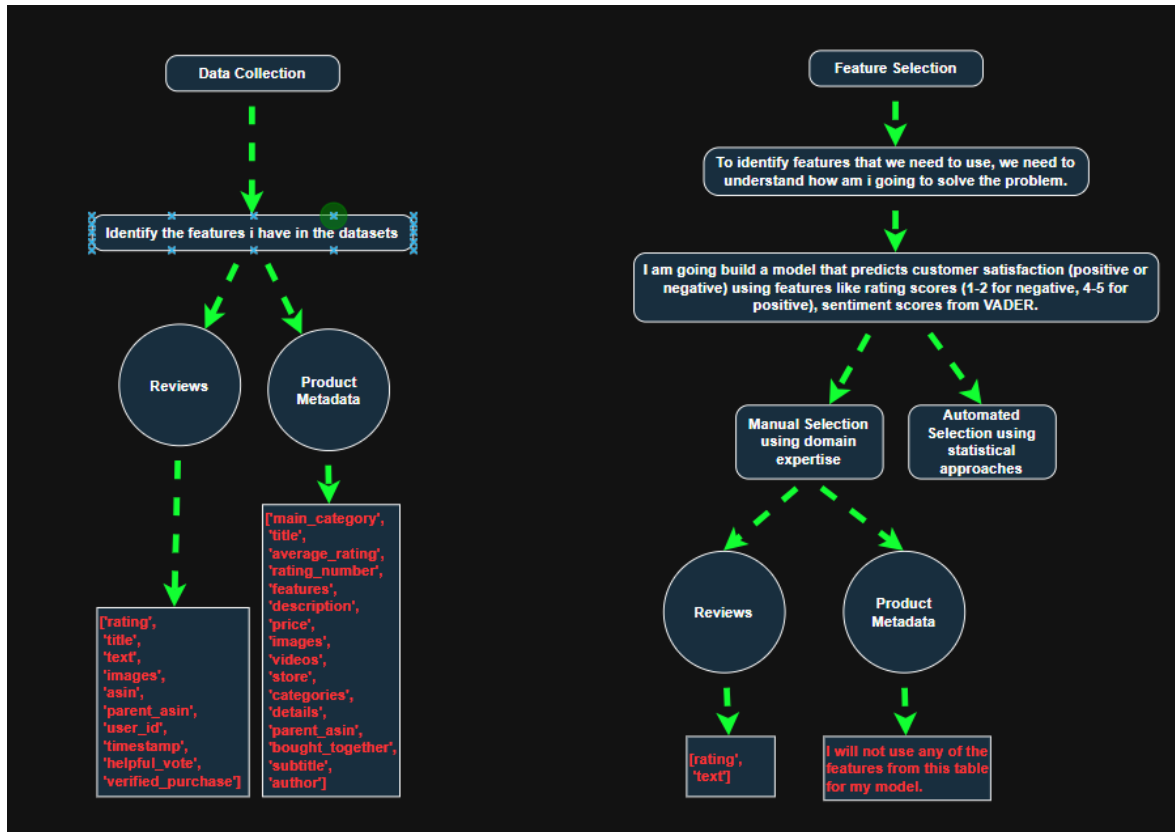 Data Collection
Identify the features i have in the datasets
Reviews
Product
Metadata
['rating',
'title',
'text',
'images',
'asin',
'parent_asin',
'user_id',
'timestamp',
'helpful_vote',
'verified_purchase']
['main_category',
'title',
'average_rating',
'rating_number',
'features',
'description',
'price',
'images',
'videos',
'store',
'categories',
'details',
'parent_asin',
'bought_together',
'subtitle',
'author']
Feature Selection
To identify features that we need to use, we need to
understand how am i going to solve the problem.
I am going build a model that predicts customer satisfaction (positive or
negative) using features like rating scores (1-2 for negative, 4-5 for
positive), sentiment scores from VADER.
Manual Selection
using domain
expertise
Automated
Selection using
statistical
approaches
Reviews
Product
Metadata
[rating',
'text']
I will not use any of the
features from this table
for my model.